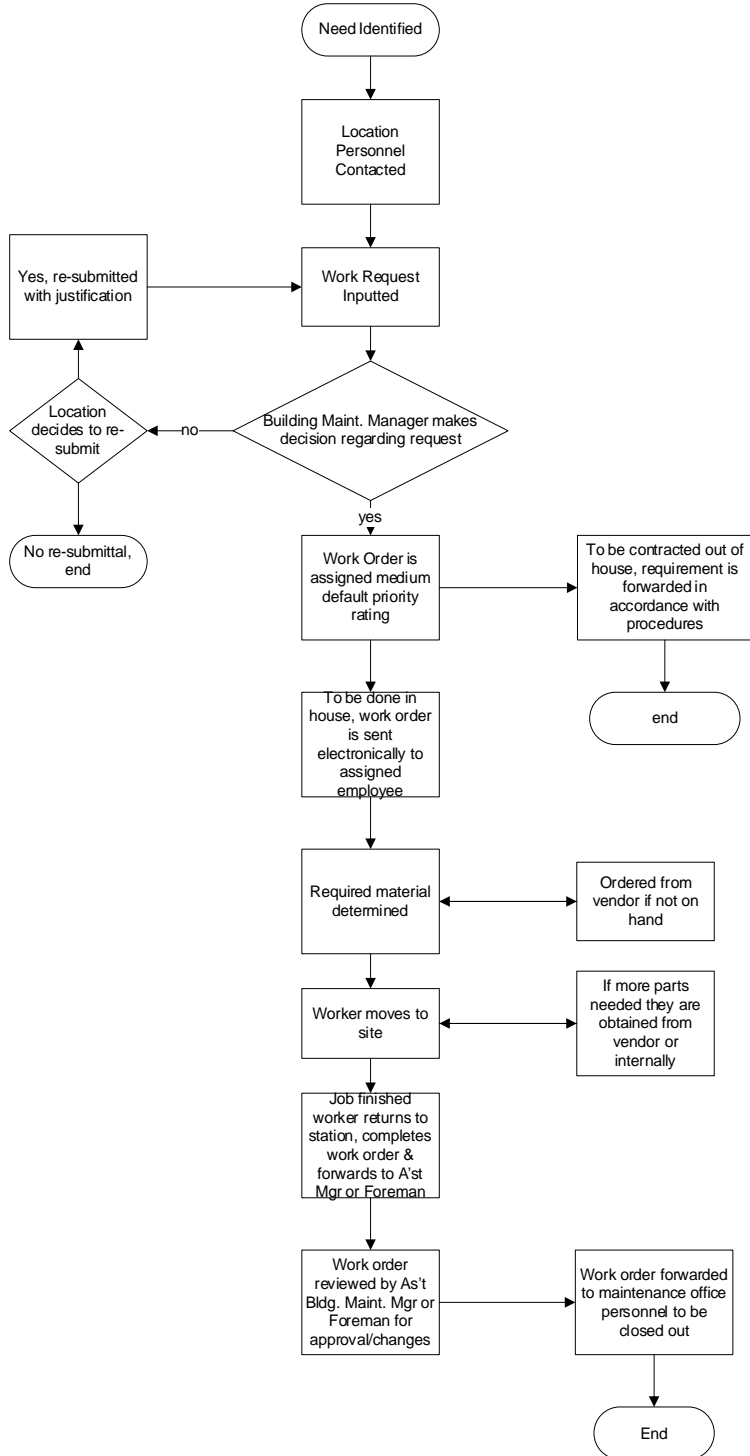 Need Identified
Location
Personnel
Contacted
Yes, re-submitted
with justification
Work Request
Inputted
Location
decides to re-
submit
no
Building Maint. Manager makes
decision regarding request
yes
No re-submittal,
end
Work Order is
assigned medium
default priority
rating
To be contracted out of
house, requirement is
forwarded in
accordance with
procedures
end
To be done in
house, work order
is sent
electronically to
assigned
employee
Required material
determined
Ordered from
vendor if not on
hand
Worker moves to
site
If more parts
needed they are
obtained from
vendor or
internally
Job finished
worker returns to
station, completes
work order &
forwards to A'st
Mgr or Foreman
Work order
reviewed by As't
Bldg. Maint. Mgr or
Foreman for
approval/changes
Work order forwarded
to maintenance office
personnel to be
closed out
End